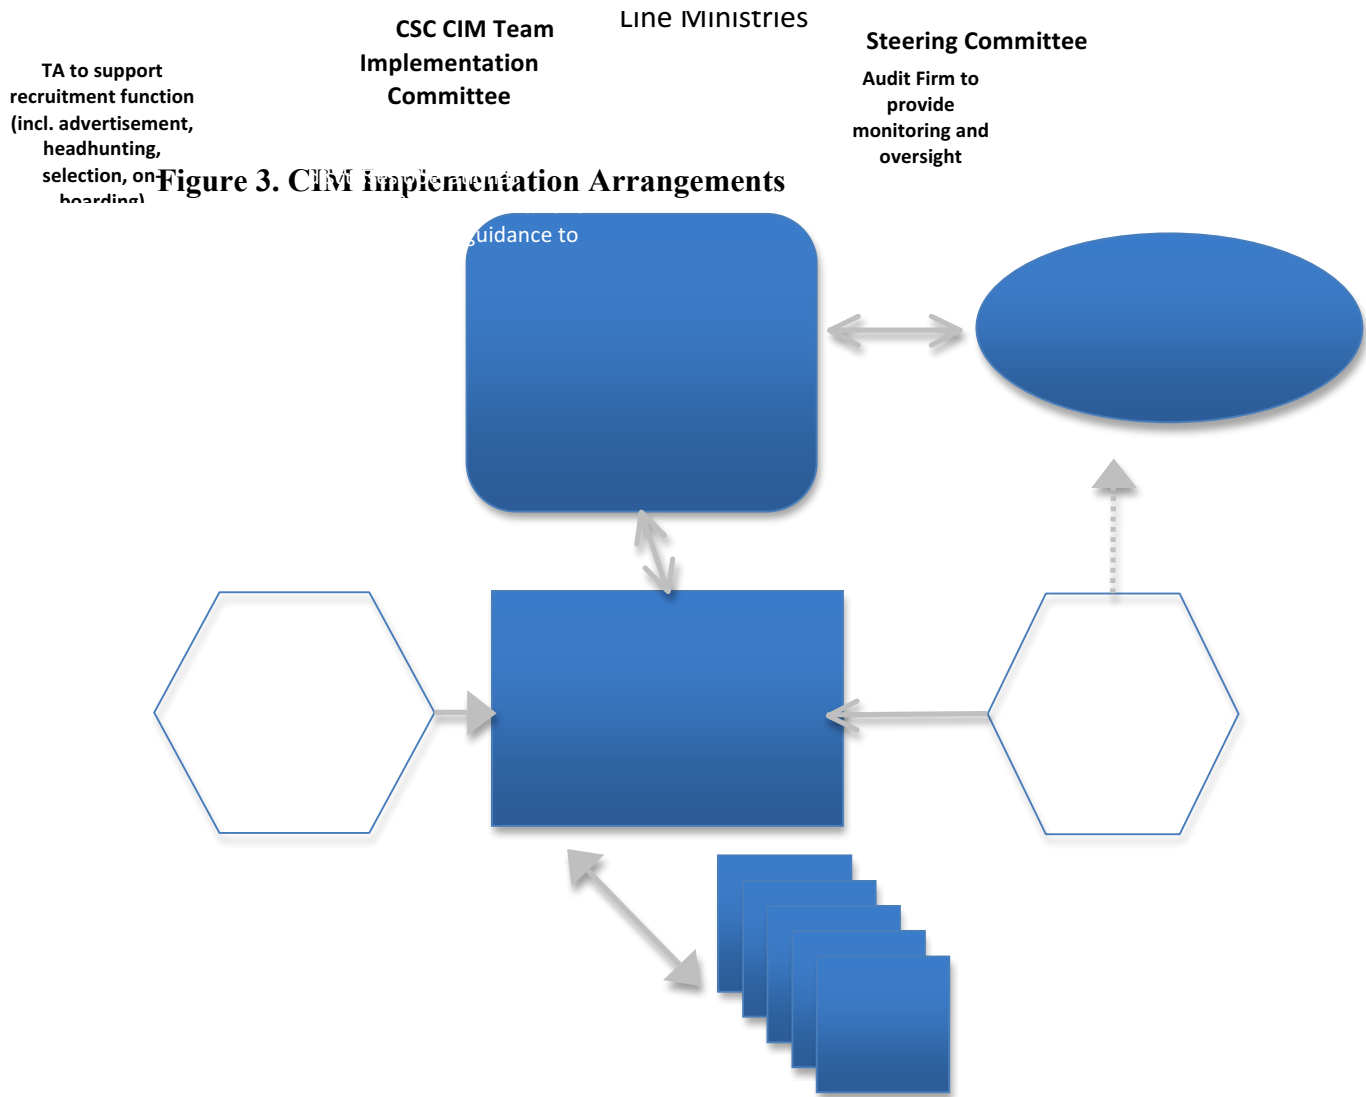 Line Ministries
CSC CIM Team
Implementation
Committee
Steering Committee
TA to support
recruitment function
(incl. advertisement,
headhunting,
selection, on-
boarding)
Audit Firm to
provide
monitoring and
oversight
Figure 3. CIM Implementation Arrangements
guidance to